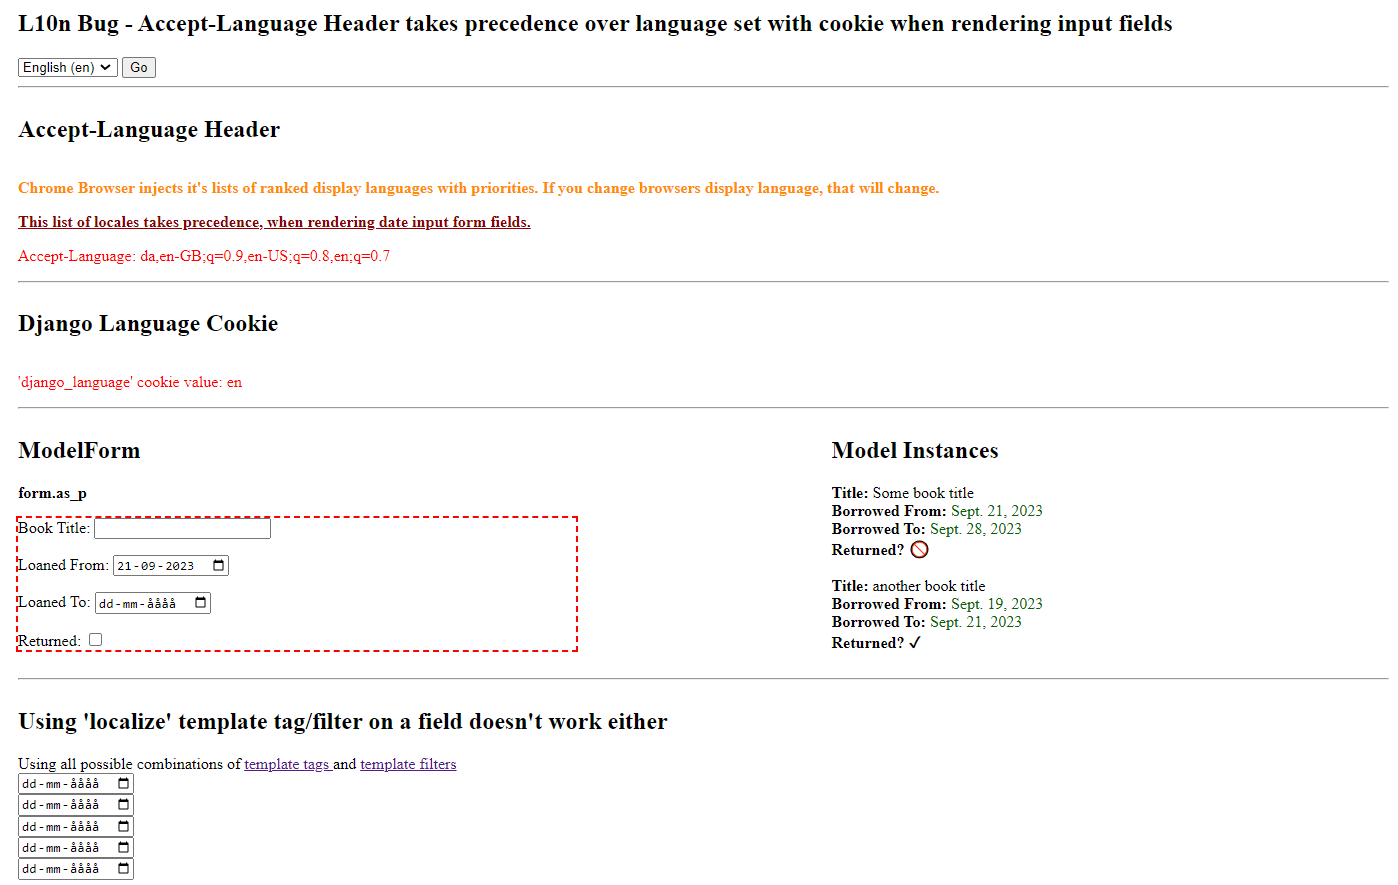 L10n Bug - Accept-Language Header takes precedence over language set with cookie when rendering input fields
English (en) Go
Accept-Language Header
Chrome Browser injects it's lists of ranked display languages with priorities. If you change browsers display language, that will change.
This list of locales takes precedence, when rendering date input form fields.
Accept-Language: da,en-GB;q=0.9,en-US;q=0.8,en;q=0.7
Django Language Cookie
'django_language' cookie value: en
ModelForm
form.as_p
Book Title:
Loaned From: 21-09-2023
Loaned To: dd-mm-åååå
Returned:
Model Instances
Title: Some book title
Borrowed From: Sept. 21, 2023
Borrowed To: Sept. 28, 2023
Returned? 🚫
Title: another book title
Borrowed From: Sept. 19, 2023
Borrowed To: Sept. 21, 2023
Returned? ✓
Using 'localize' template tag/filter on a field doesn't work either
Using all possible combinations of template tags and template filters
dd-mm-åååå
dd-mm-åååå
dd-mm-åååå
dd-mm-åååå
dd-mm-åååå